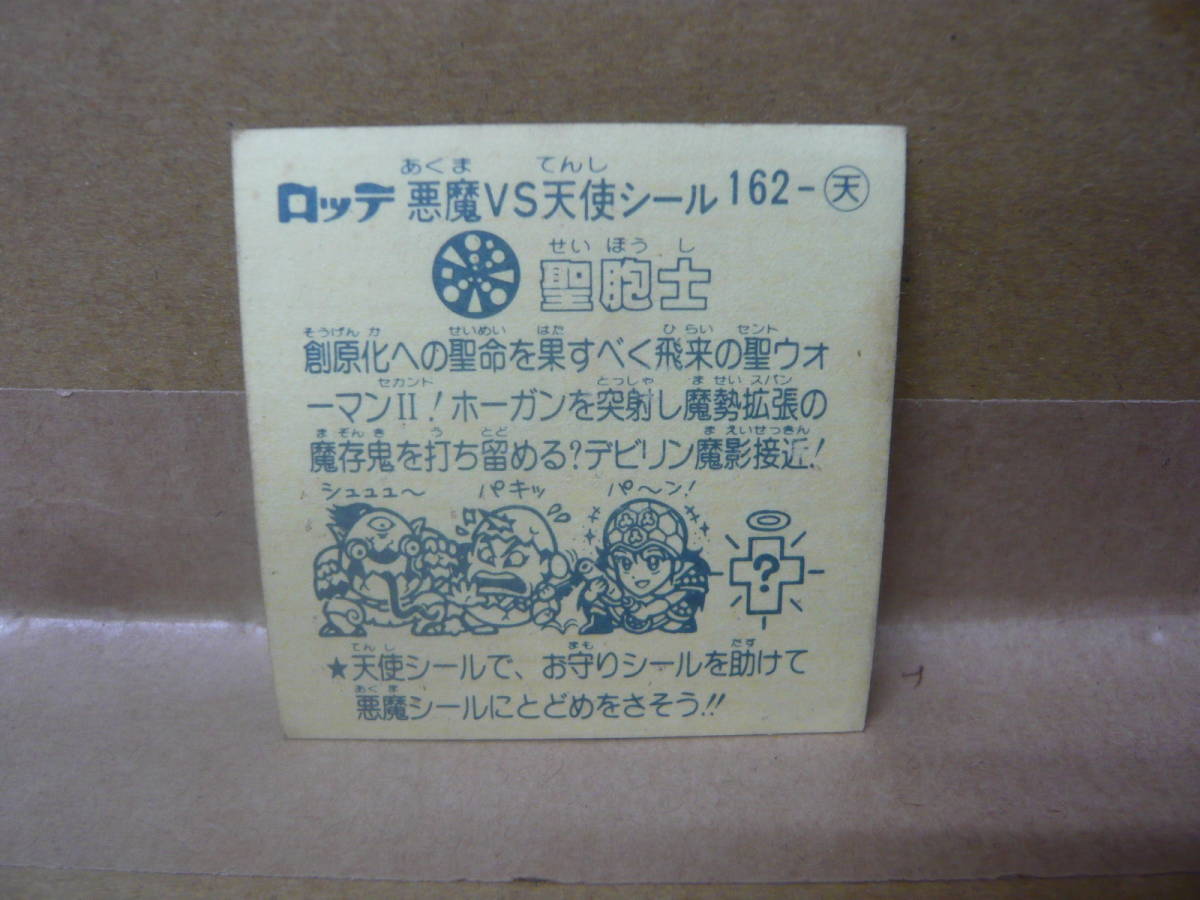 あくま てんし
ロッテ 悪魔VS天使シール 162-天
せいほうし
聖胞士
そうげんか せいめい はた ひらい セント
創原化への聖命を果すべく飛来の聖ウォ
セカント とっしゃ ませいスパン
ーマンII！ホーガンを突射し魔勢拡張の
まぞんき う とど まえいせっきん
魔存鬼を打ち留める？デビリン魔影接近！
シュュュ〜 パキッ パ〜ン！
?
てんし まも たす
★天使シールで、お守りシールを助けて
あくま
悪魔シールにとどめをさそう!!